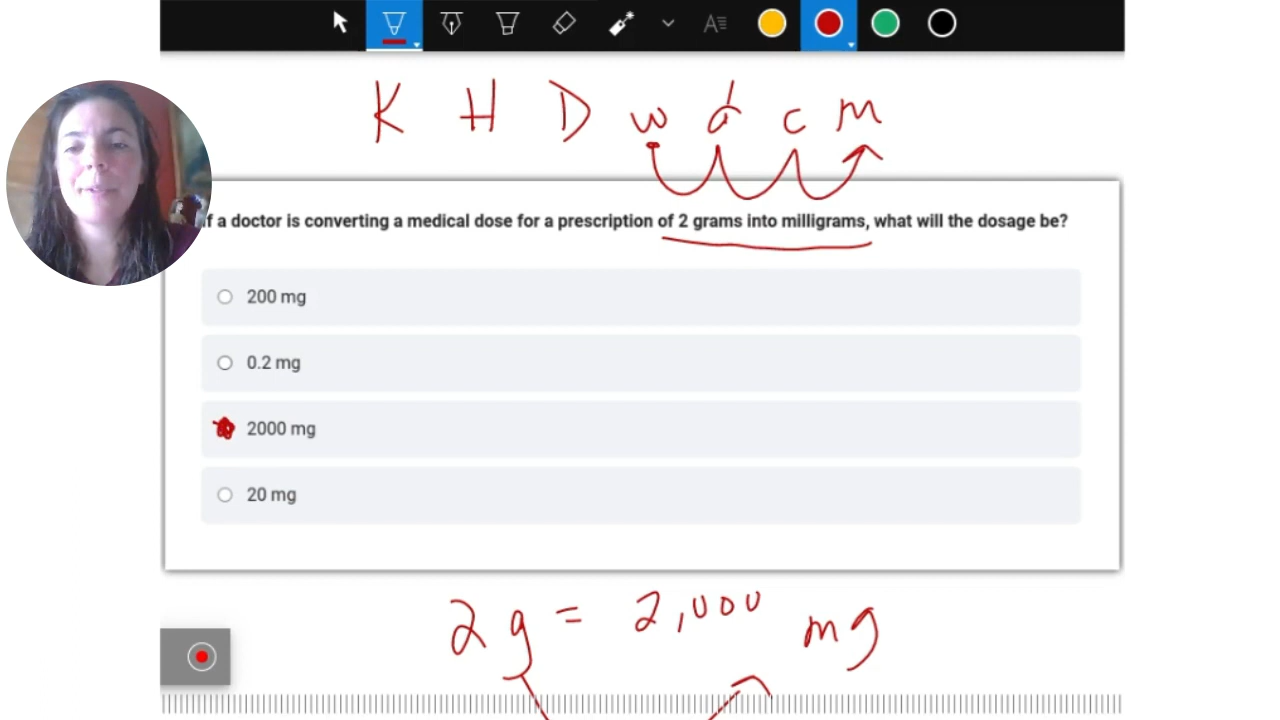 K H D w d c m
If a doctor is converting a medical dose for a prescription of 2 grams into milligrams, what will the dosage be?
200 mg
0.2 mg
2000 mg
20 mg
2g = 2,000 mg